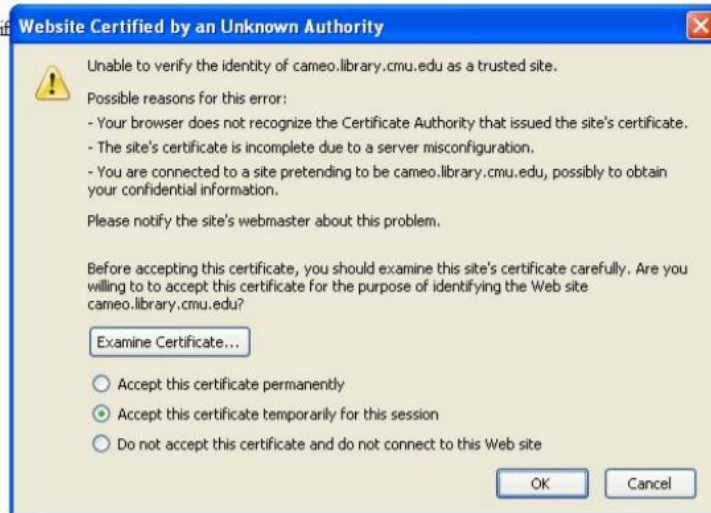 if
Website Certified by an Unknown Authority
Unable to verify the identity of cameo.library.cmu.edu as a trusted site.
Possible reasons for this error:
- Your browser does not recognize the Certificate Authority that issued the site's certificate.
- The site's certificate is incomplete due to a server misconfiguration.
- You are connected to a site pretending to be cameo.library.cmu.edu, possibly to obtain
your confidential information.
Please notify the site's webmaster about this problem.
Before accepting this certificate, you should examine this site's certificate carefully. Are you
willing to to accept this certificate for the purpose of identifying the Web site
cameo.library.cmu.edu?
Examine Certificate...
Accept this certificate permanently
Accept this certificate temporarily for this session
Do not accept this certificate and do not connect to this Web site
OK Cancel